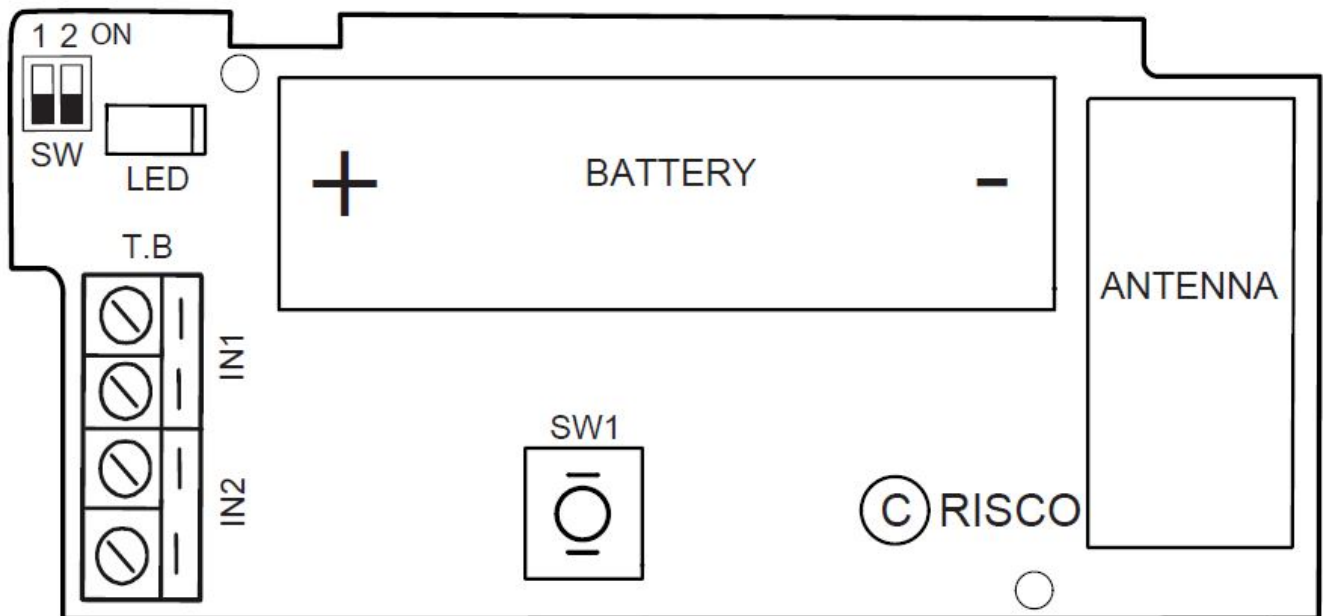 1 2 ON
SW
LED
T.B
IN1
IN2
+ BATTERY -
ANTENNA
SW1
C RISCO